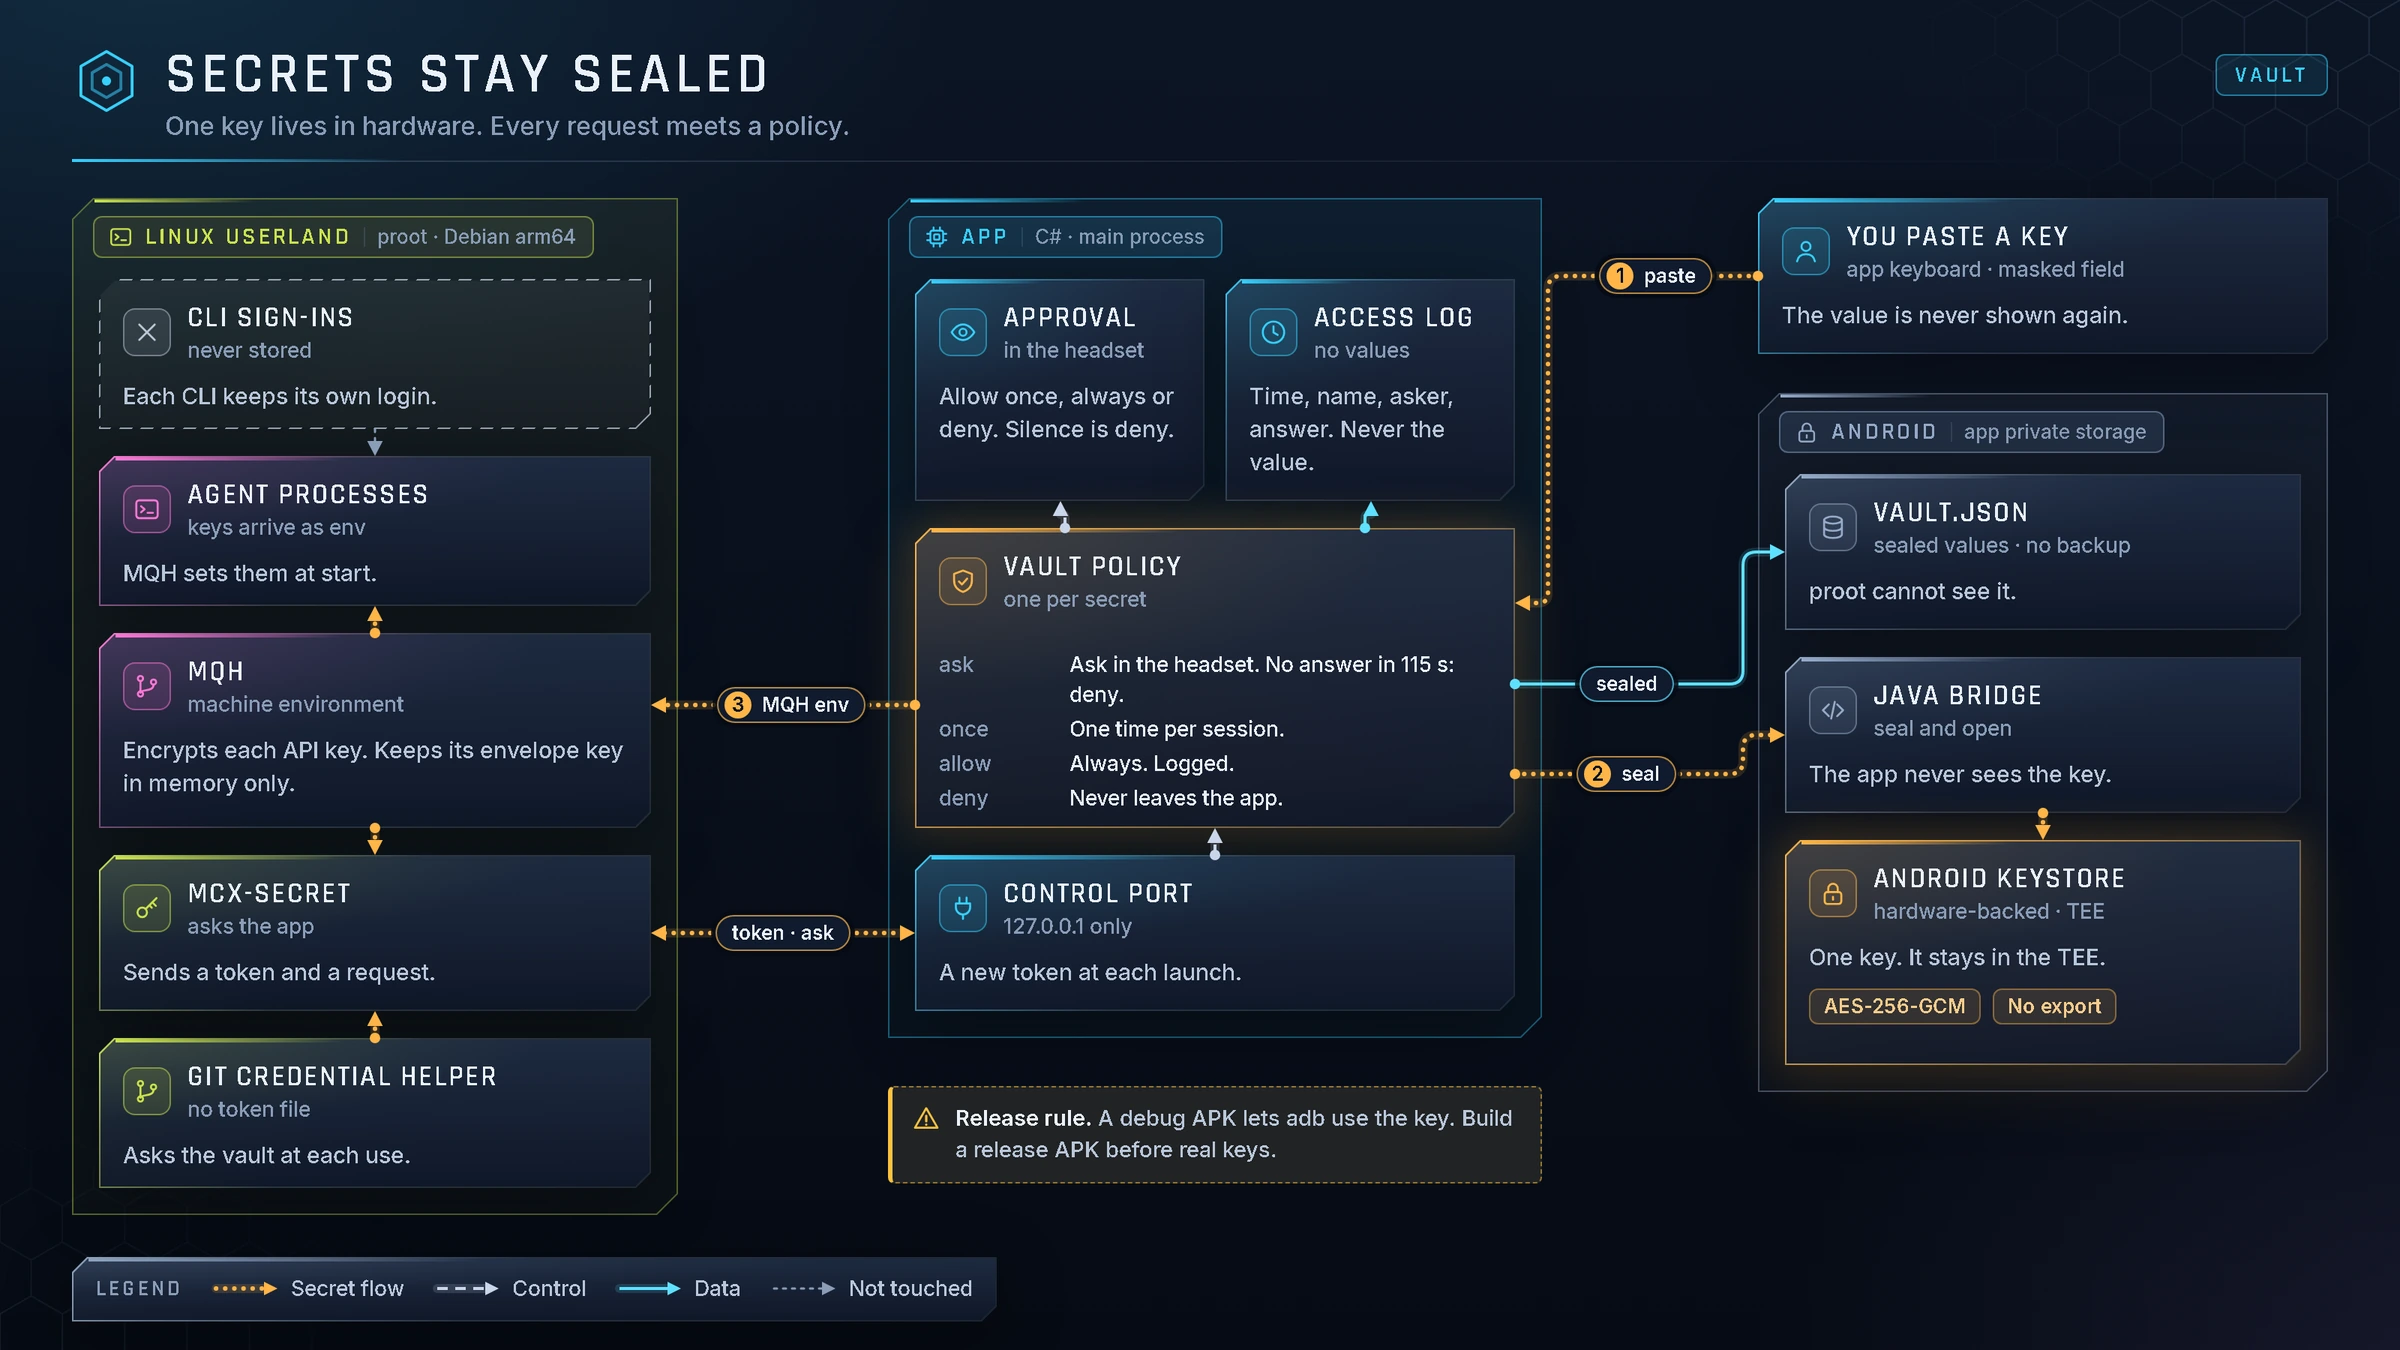 SECRETS STAY SEALED
One key lives in hardware. Every request meets a policy.
VAULT
LINUX USERLAND
proot · Debian arm64
CLI SIGN-INS
never stored
Each CLI keeps its own login.
AGENT PROCESSES
keys arrive as env
MQH sets them at start.
MQH
machine environment
Encrypts each API key. Keeps its envelope key
in memory only.
MCX-SECRET
asks the app
Sends a token and a request.
GIT CREDENTIAL HELPER
no token file
Asks the vault at each use.
3 MQH env
token · ask
APP
C# · main process
APPROVAL
in the headset
Allow once, always or
deny. Silence is deny.
ACCESS LOG
no values
Time, name, asker,
answer. Never the
value.
VAULT POLICY
one per secret
ask Ask in the headset. No answer in 115 s:
deny.
once One time per session.
allow Always. Logged.
deny Never leaves the app.
CONTROL PORT
127.0.0.1 only
A new token at each launch.
Release rule. A debug APK lets adb use the key. Build
a release APK before real keys.
1 paste
sealed
2 seal
YOU PASTE A KEY
app keyboard · masked field
The value is never shown again.
ANDROID
app private storage
VAULT.JSON
sealed values · no backup
proot cannot see it.
JAVA BRIDGE
seal and open
The app never sees the key.
ANDROID KEYSTORE
hardware-backed · TEE
One key. It stays in the TEE.
AES-256-GCM
No export
LEGEND
Secret flow
Control
Data
Not touched